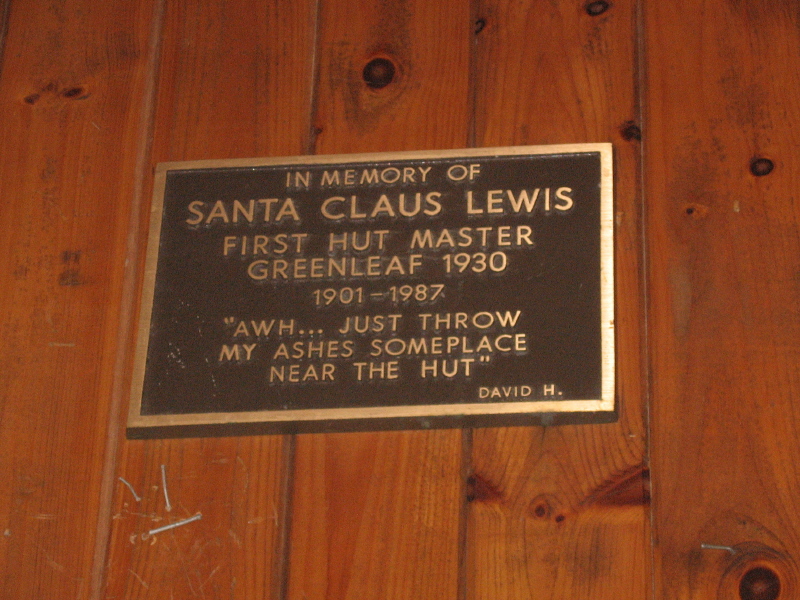 IN MEMORY OF
SANTA CLAUS LEWIS
FIRST HUT MASTER
GREENLEAF 1930
1901-1987
"AWH... JUST THROW
MY ASHES SOMEPLACE
NEAR THE HUT"
DAVID H.